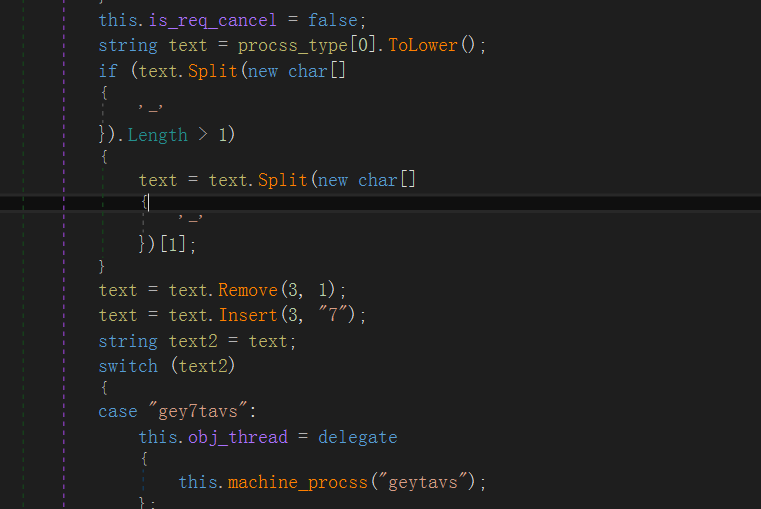 }
this.is_req_cancel = false;
string text = procss_type[0].ToLower();
if (text.Split(new char[]
{
'_'
}).Length > 1)
{
text = text.Split(new char[]
{
'_'
})[1];
}
text = text.Remove(3, 1);
text = text.Insert(3, "7");
string text2 = text;
switch (text2)
{
case "gey7tavs":
this.obj_thread = delegate
{
this.machine_procss("geytavs");
};